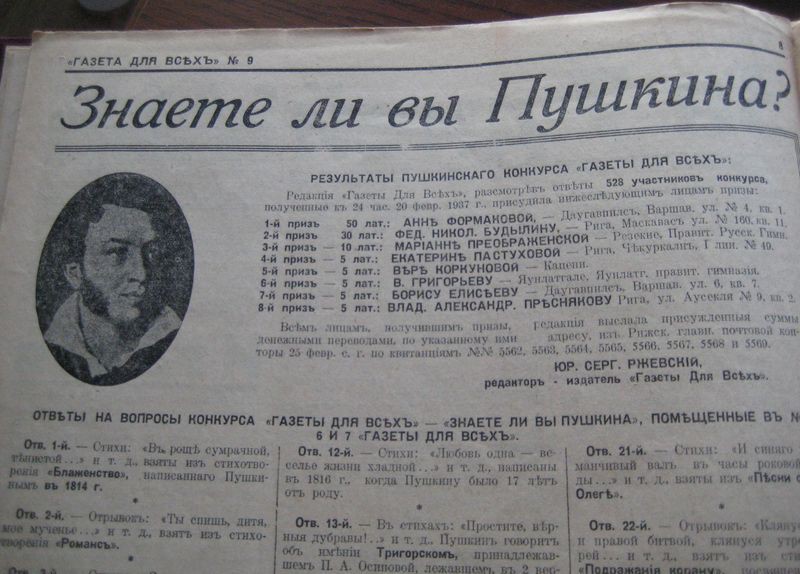 «ГАЗЕТА ДЛЯ ВСѢХЪ» № 9
8
Знаете ли вы Пушкина?
РЕЗУЛЬТАТЫ ПУШКИНСКАГО КОНКУРСА «ГАЗЕТЫ ДЛЯ ВСѢХЪ»:
Редакція «Газеты Для Всѣхъ», разсмотрѣвъ отвѣты 528 участниковъ конкурса,
полученные къ 24 час. 20 февр. 1937 г., присудила нижеслѣдующимъ лицамъ призы:
1-й призъ 50 лат.: АННѢ ФОРМАКОВОЙ, – Даугавпилсъ, Варшав. ул. № 4, кв. 1.
2-й призъ 30 лат.: ФЕД. НИКОЛ. БУДЫЛИНУ, – Рига, Маскавасъ ул. № 160, кв. 11.
3-й призъ — 10 лат.: МАРІАННѢ ПРЕОБРАЖЕНСКОЙ – Резекне, Правит. Русск. Гимн.
4-й призъ — 5 лат.: ЕКАТЕРИНѢ ПАСТУХОВОЙ – Рига, Чѣкуркалнъ, I лин. № 49.
5-й призъ — 5 лат.: ВѢРѢ КОРКУНОВОЙ – Капени.
6-й призъ — 5 лат.: В. ГРИГОРЬЕВУ – Яунлатгале. Яунлатг. правит. гимназія.
7-й призъ — 5 лат.: БОРИСУ ЕЛИСѢЕВУ – Даугавпилсъ, Варшав. ул. 6, кв. 7.
8-й призъ — 5 лат.: ВЛАД. АЛЕКСАНДР. ПРѢСНЯКОВУ Рига, ул. Аусекля № 9, кв. 2.
Всѣмъ лицамъ, получившимъ призы, редакція выслала присужденныя суммы
денежными переводами, по указанному ими адресу, изъ Рижск. главн. почтовой кон-
торы 25 февр. с. г. по квитанціямъ №№ 5562, 5563, 5564, 5565, 5566, 5567, 5568 и 5569.
ЮР. СЕРГ. РЖЕВСКІЙ,
редакторъ - издатель «Газеты Для Всѣхъ».
ОТВѢТЫ НА ВОПРОСЫ КОНКУРСА «ГАЗЕТЫ ДЛЯ ВСѢХЪ» — «ЗНАЕТЕ ЛИ ВЫ ПУШКИНА», ПОМѢЩЕННЫЕ ВЪ №
6 И 7 «ГАЗЕТЫ ДЛЯ ВСѢХЪ».
Отв. 1-й. — Стихи: «Въ рощѣ сумрачной,
тѣнистой...» и т. д., взяты изъ стихотво-
ренія «Блаженство», написаннаго Пушки-
нымъ въ 1814 г.
*
Отв. 2-й. — Отрывокъ: «Ты спишь, дитя,
мое мученье...» и т. д., взятъ изъ стихо-
творенія «Романсъ».
*
Отв. 12-й. — Стихи: «Любовь одна — ве-
селье жизни хладной...» и т. д., написаны
въ 1816 г., когда Пушкину было 17 лѣтъ
отъ роду.
*
Отв. 13-й. — Въ стихахъ: «Простите, вѣр-
ныя дубравы!..» и т. д., Пушкинъ говоритъ
объ имѣніи Тригорскомъ, принадлежав-
шемъ П. А. Осиповой, лежавшемъ, въ 2 вер-
Отв. 21-й. — Стихи: «И синяго
манчивый валъ въ часы роковой
ды...» и т. д., взяты изъ «Пѣсни о
Олегѣ».
*
Отв. 22-й. — Отрывокъ: «Клянус
и правой битвой, клянуся утр
рей... и т. д., взятъ изъ сти
«Подражанія корану»,